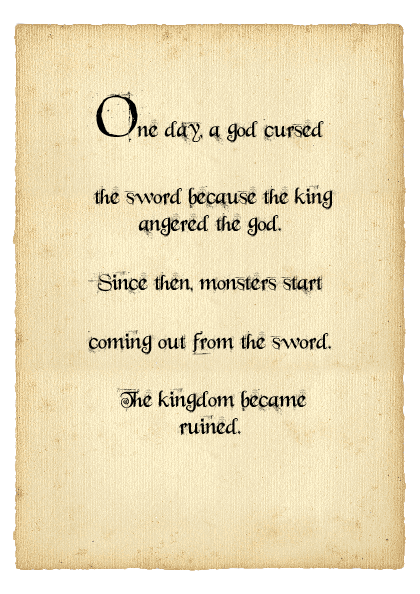 One day, a god cursed
the sword because the king
angered the god.
Since then, monsters start
coming out from the sword.
The kingdom became
ruined.